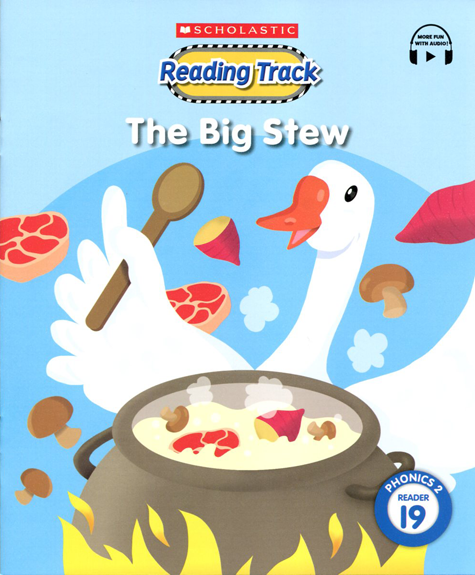 SCHOLASTIC
MORE FUN
WITH AUDIO!
Reading Track
The Big Stew
PHONICS 2
READER
19